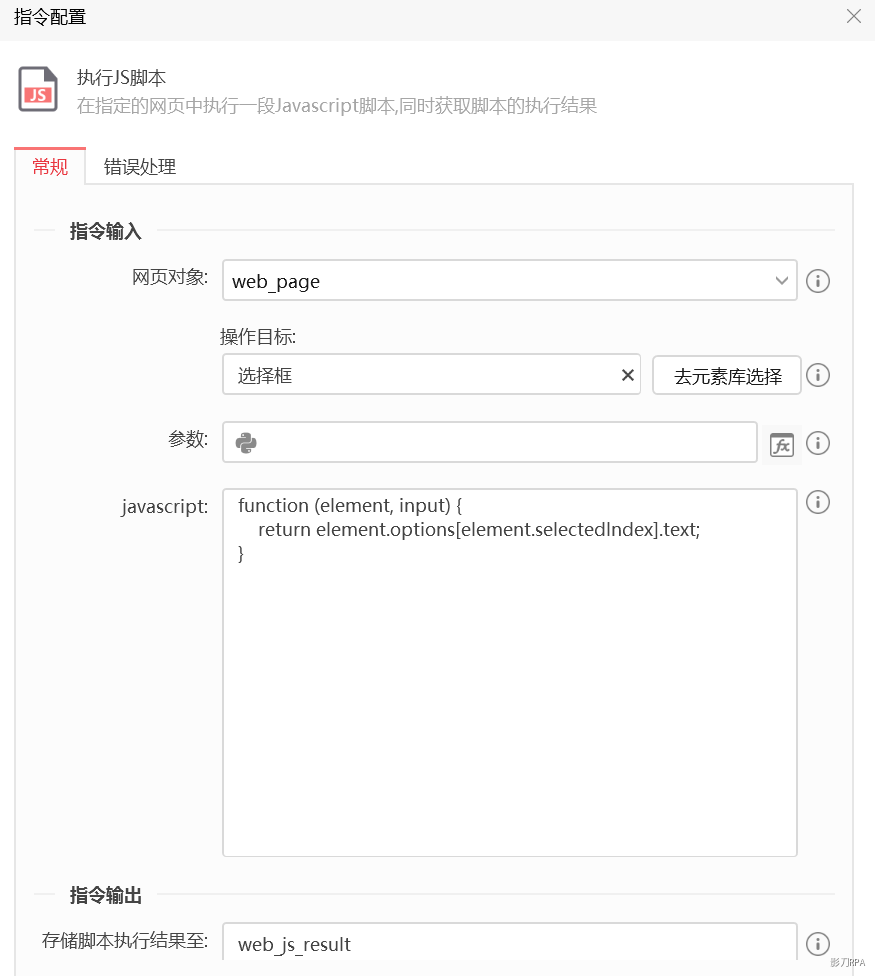 指令配置
JS
执行JS脚本
在指定的网页中执行一段Javascript脚本,同时获取脚本的执行结果
常规 错误处理
指令输入
网页对象: web_page
操作目标:
选择框 去元素库选择
参数: fx
javascript: function (element, input) {
return element.options[element.selectedIndex].text;
}
指令输出
存储脚本执行结果至: web_js_result
影刀RPA